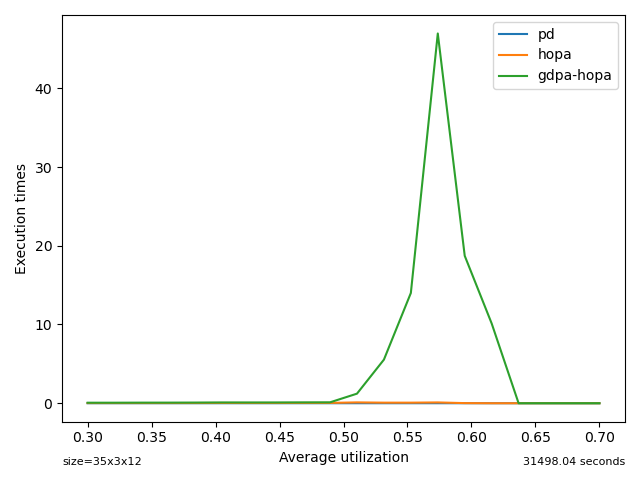 pd
hopa
gdpa-hopa
Execution times
40
30
20
10
0
0.30 0.35 0.40 0.45 0.50 0.55 0.60 0.65 0.70
Average utilization
size=35x3x12
31498.04 seconds